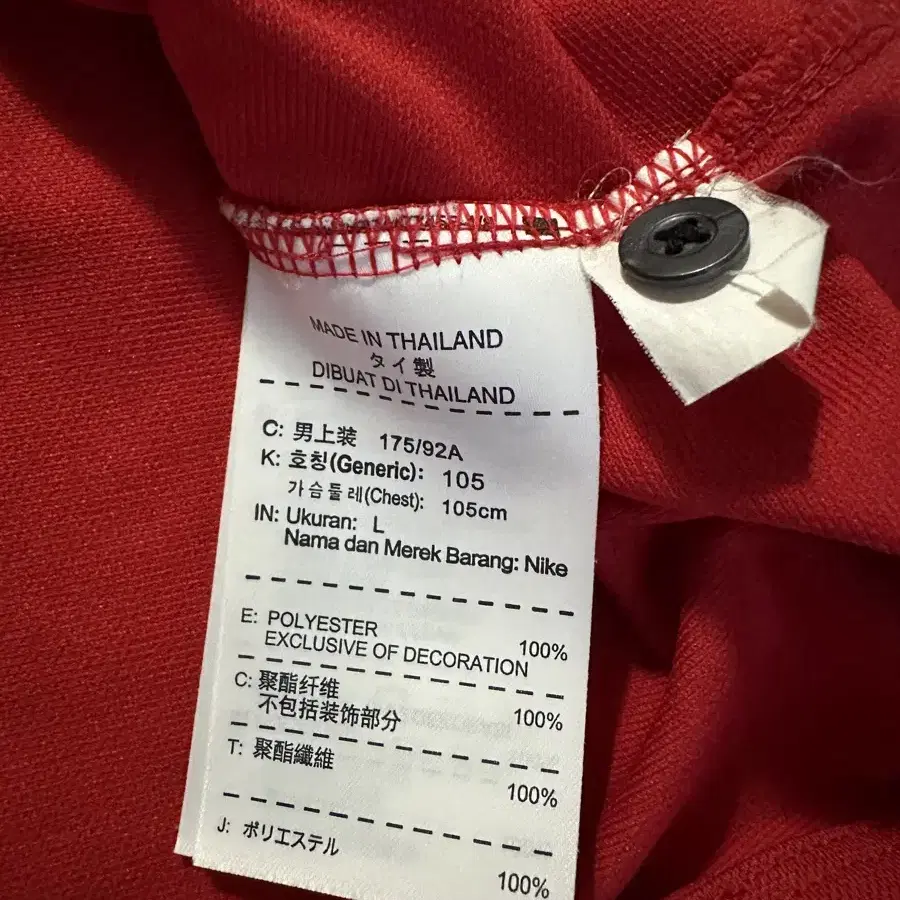 MADE IN THAILAND
タイ製
DIBUAT DI THAILAND
C: 男上装 175/92A
K: 호칭(Generic): 105
가슴둘레(Chest): 105cm
IN: Ukuran: L
Nama dan Merek Barang: Nike
E: POLYESTER 100%
EXCLUSIVE OF DECORATION
C: 聚酯纤维 100%
不包括装饰部分
T: 聚酯纖維 100%
J: ポリエステル 100%